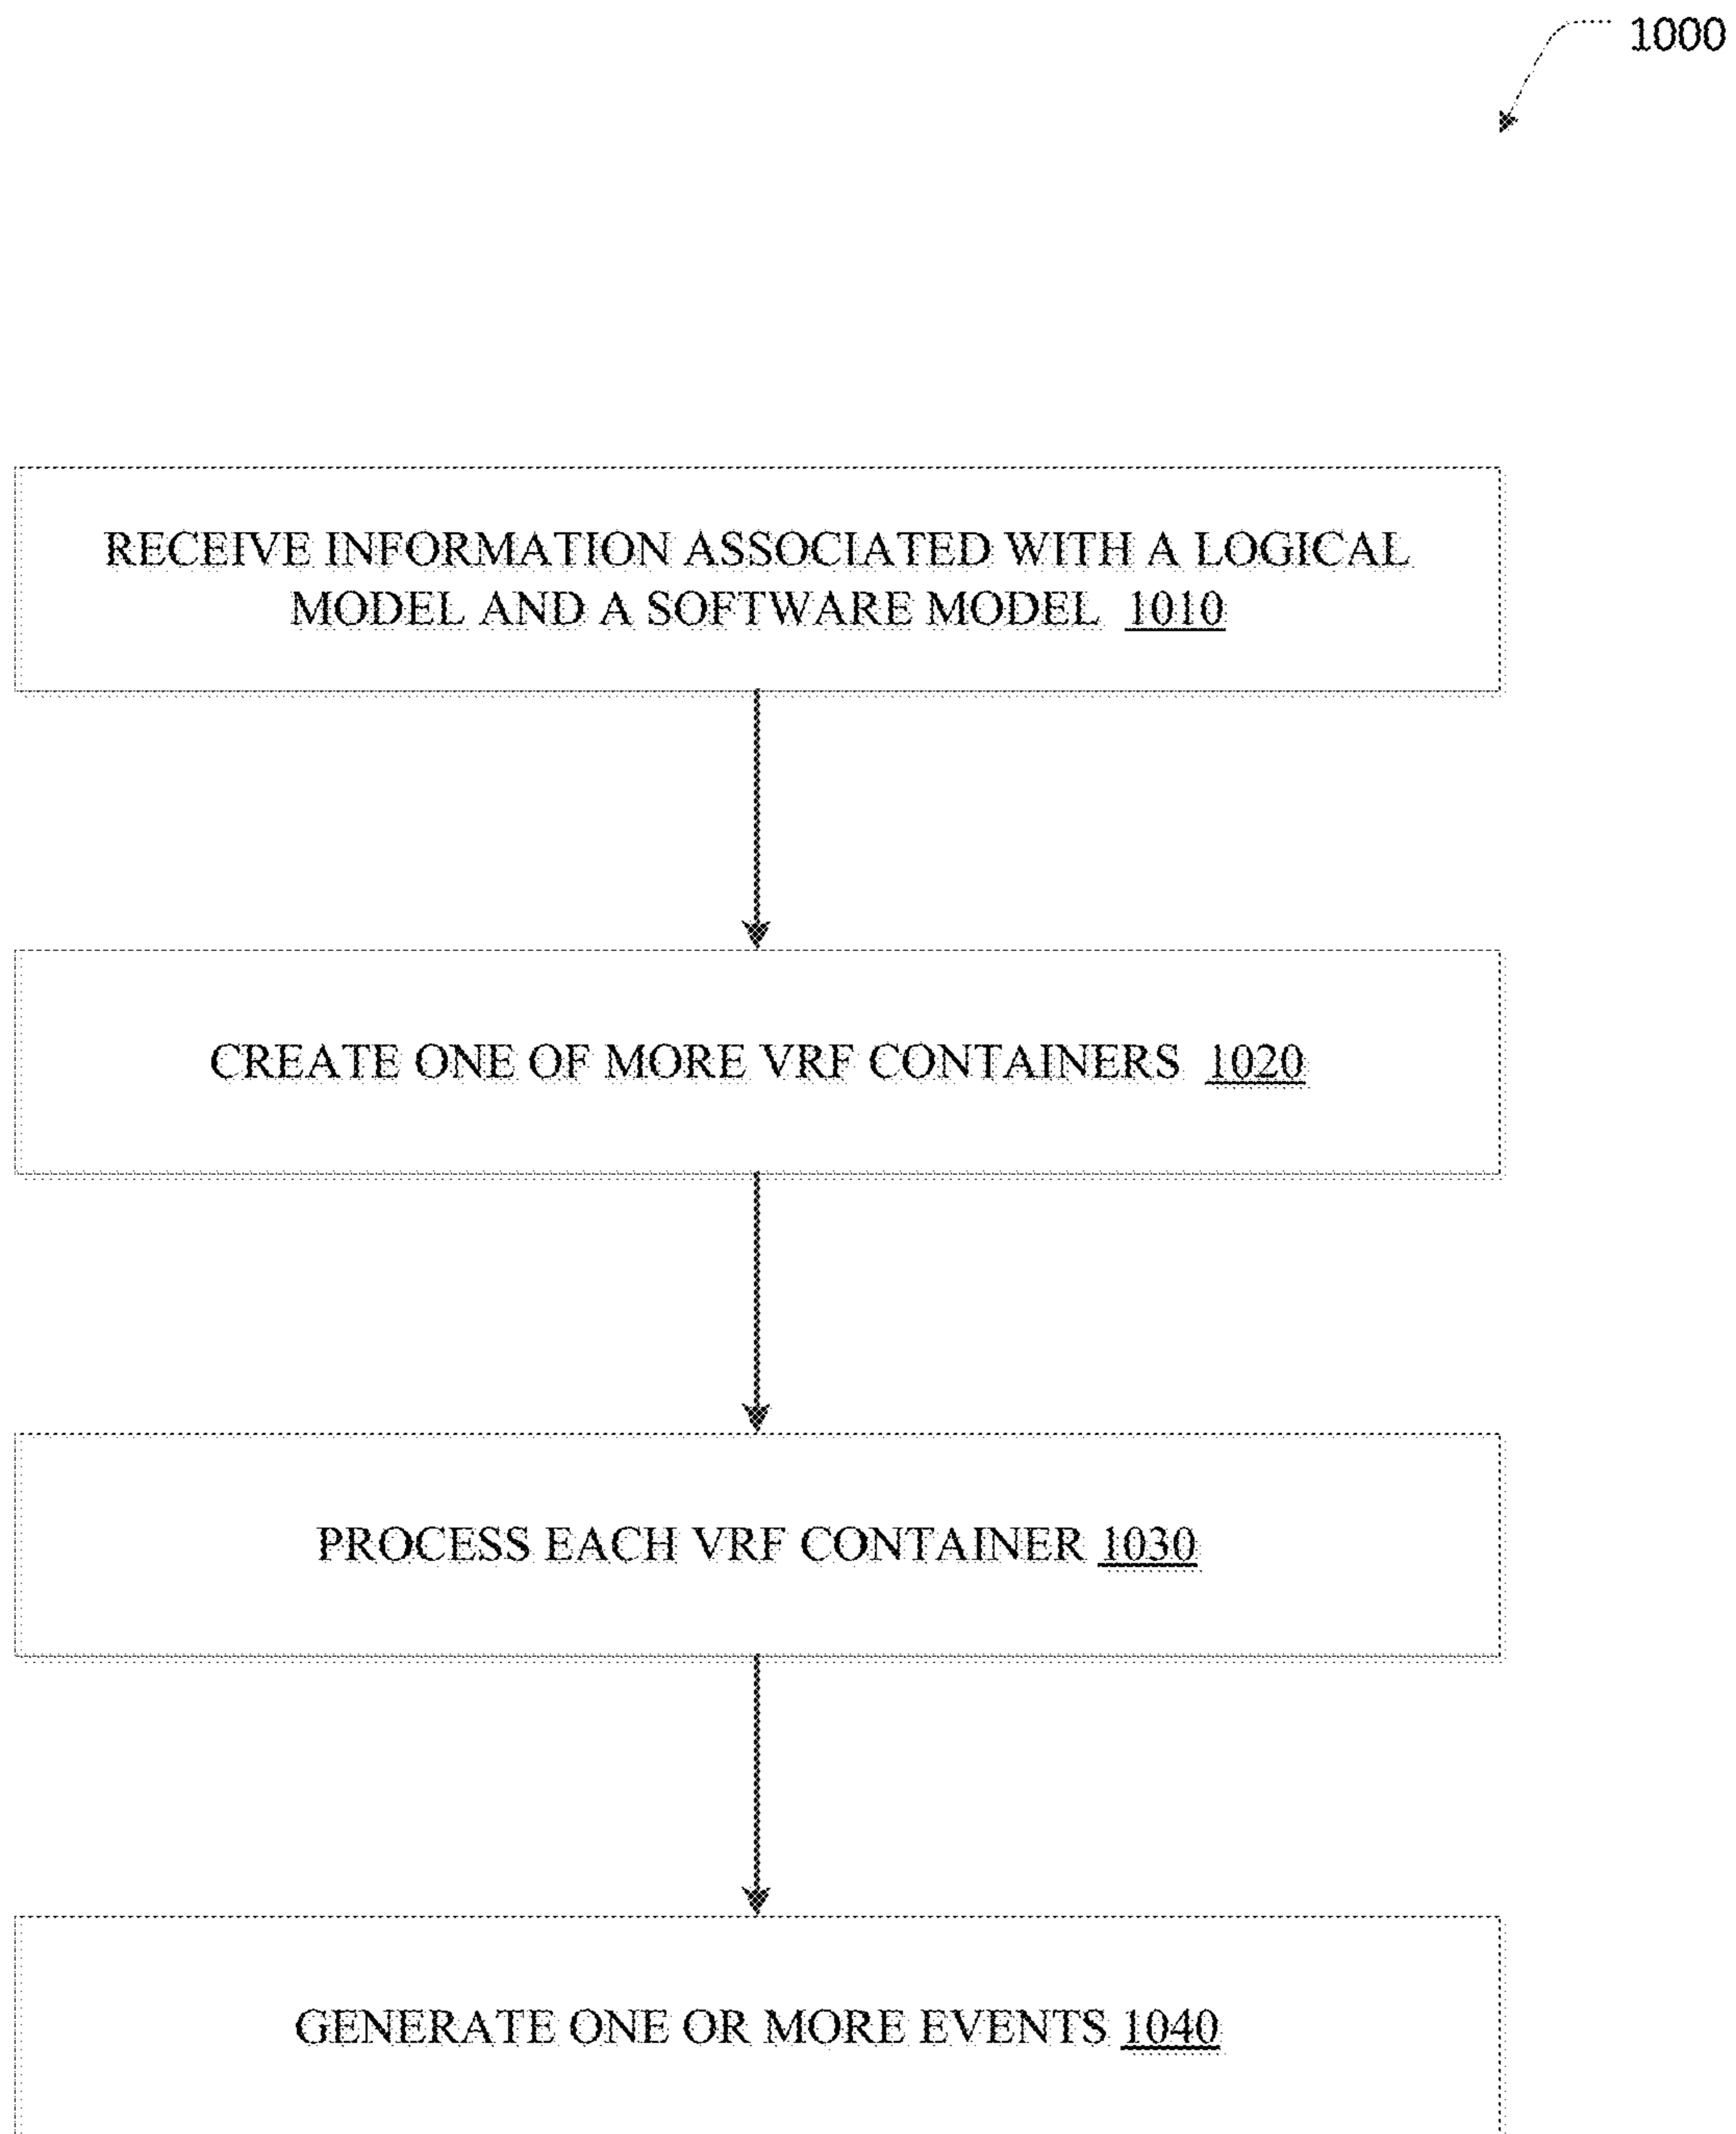 1000
RECEIVE INFORMATION ASSOCIATED WITH A LOGICAL
MODEL AND A SOFTWARE MODEL 1010
CREATE ONE OF MORE VRF CONTAINERS 1020
PROCESS EACH VRF CONTAINER 1030
GENERATE ONE OR MORE EVENTS 1040